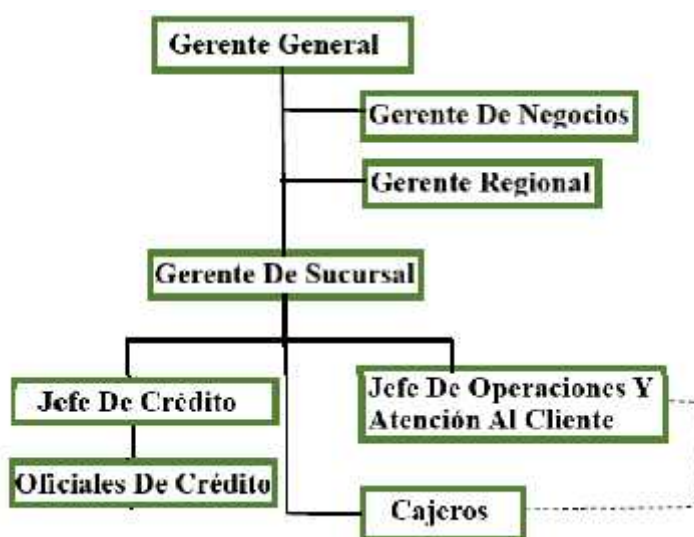 Gerente General
Gerente De Negocios
Gerente Regional
Gerente De Sucursal
Jefe De Crédito
Jefe De Operaciones Y
Atención Al Cliente
Oficiales De Crédito
Cajeros